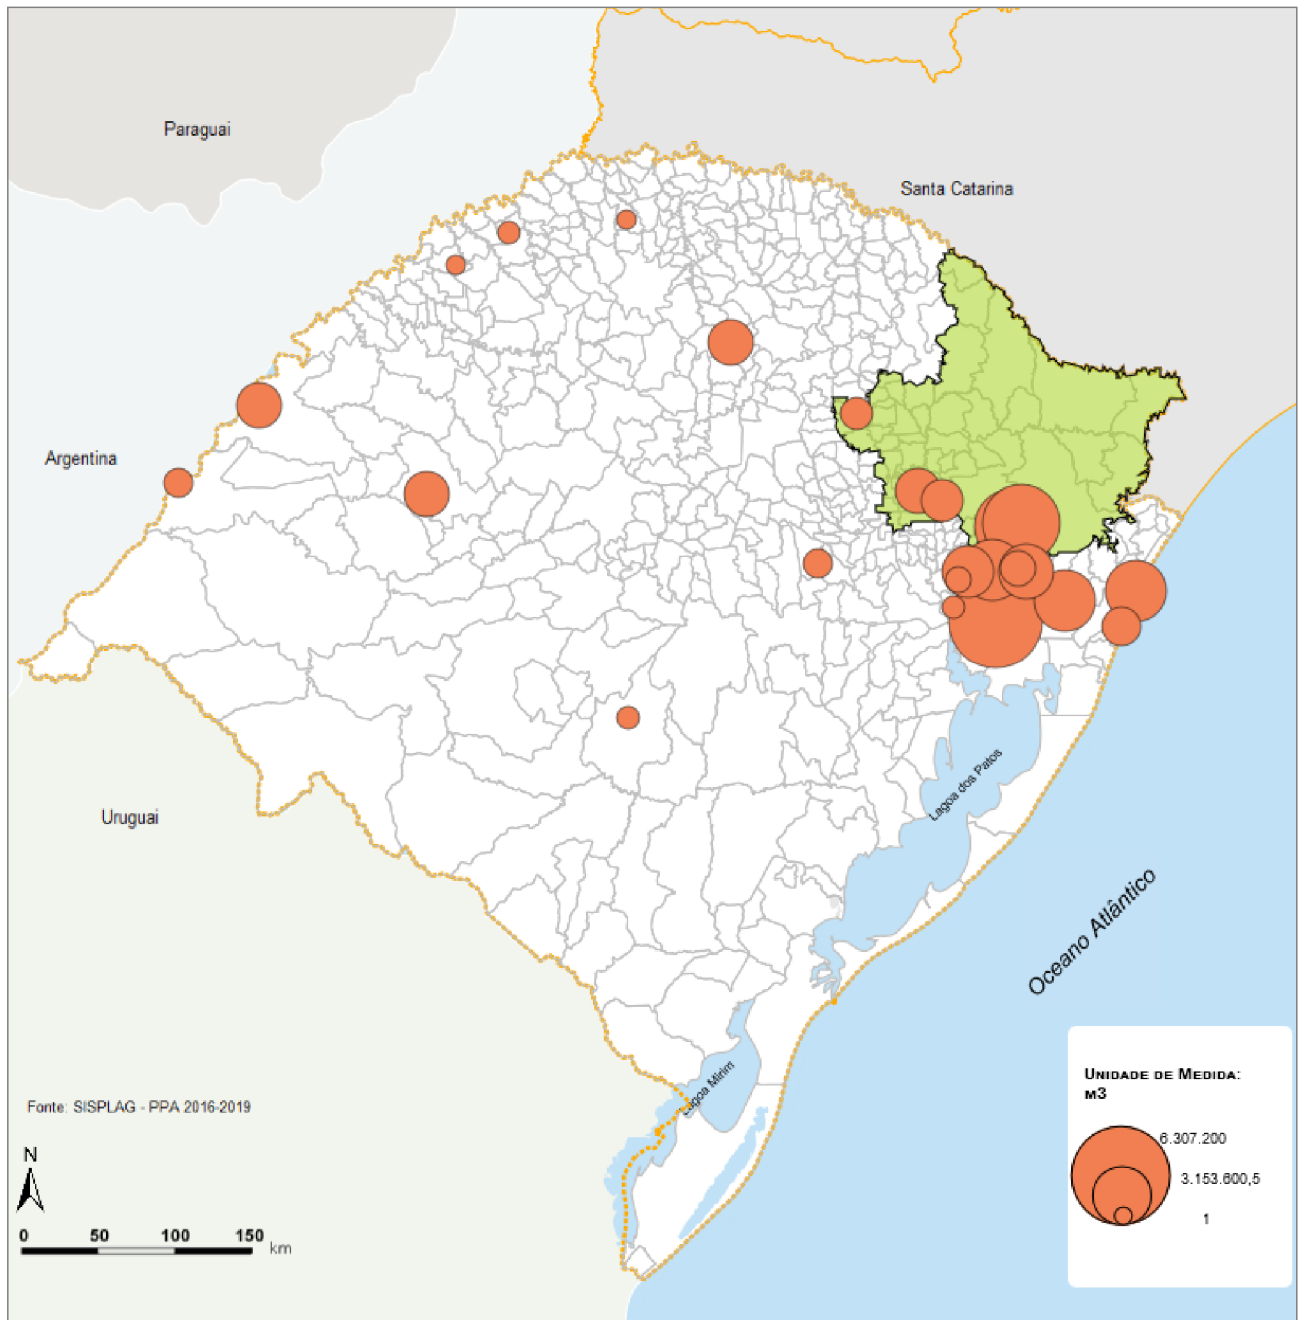 Paraguai
Santa Catarina
Argentina
Uruguai
Lagoa dos Patos
Oceano Atlântico
Lagoa Mirim
Fonte: SISPLAG - PPA 2016-2019
N
0 50 100 150
km
UNIDADE DE MEDIDA:
M3
6.307.200
3.153.600,5
1